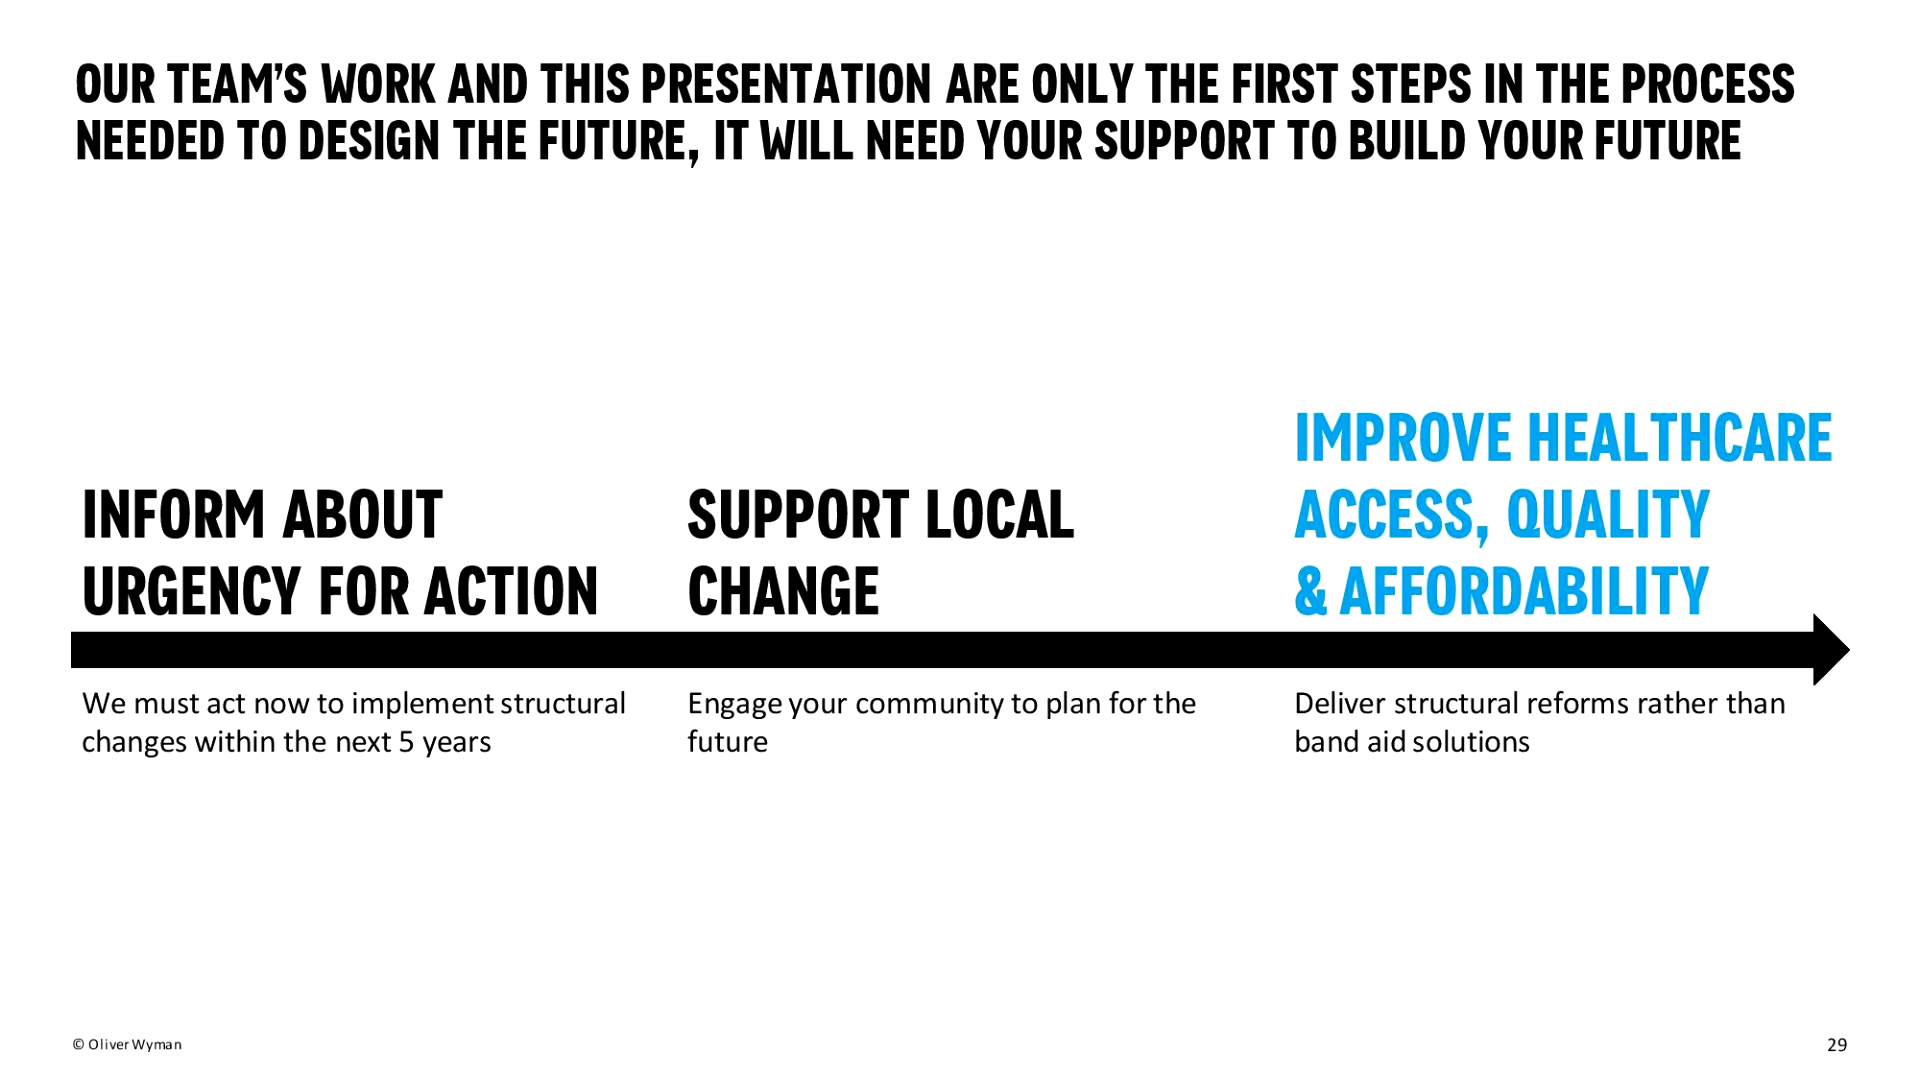 OUR TEAM’S WORK AND THIS PRESENTATION ARE ONLY THE FIRST STEPS IN THE PROCESS
NEEDED TO DESIGN THE FUTURE, IT WILL NEED YOUR SUPPORT TO BUILD YOUR FUTURE
INFORM ABOUT
URGENCY FOR ACTION
We must act now to implement structural
changes within the next 5 years
SUPPORT LOCAL
CHANGE
Engage your community to plan for the
future
IMPROVE HEALTHCARE
ACCESS, QUALITY
& AFFORDABILITY
Deliver structural reforms rather than
band aid solutions
© Oliver Wyman
29